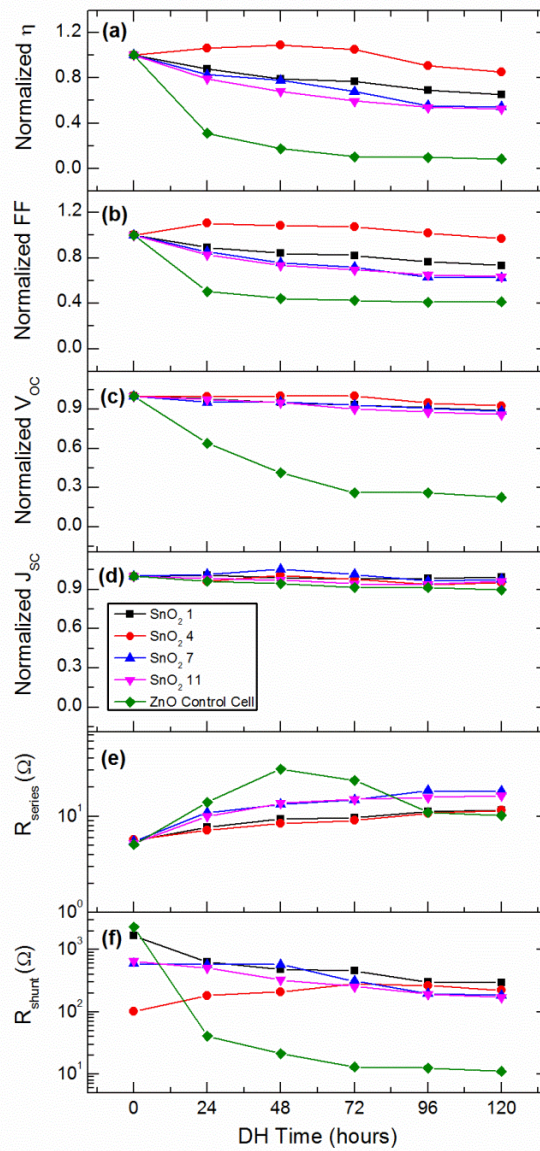 (a)
Normalized η
1.2
0.8
0.4
0.0
(b)
Normalized FF
1.2
0.8
0.4
0.0
(c)
Normalized V_OC
0.9
0.6
0.3
0.0
(d)
Normalized J_SC
0.9
0.6
0.3
0.0
SnO₂ 1
SnO₂ 4
SnO₂ 7
SnO₂ 11
ZnO Control Cell
(e)
R_series (Ω)
10¹
10⁰
(f)
R_shunt (Ω)
10³
10²
10¹
0 24 48 72 96 120
DH Time (hours)